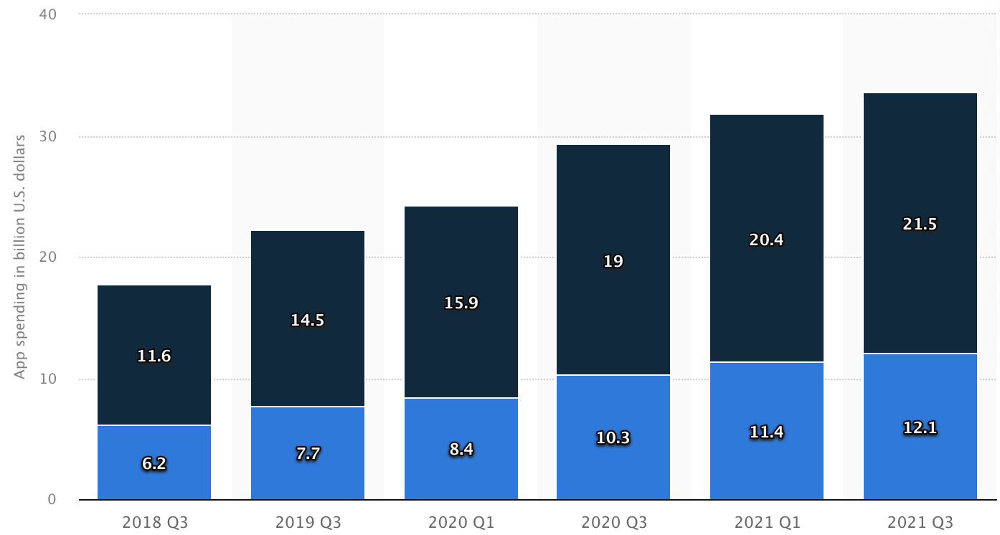 40
30
20
10
0
App spending in billion U.S. dollars
11.6
14.5
15.9
19
20.4
21.5
6.2
7.7
8.4
10.3
11.4
12.1
2018 Q3
2019 Q3
2020 Q1
2020 Q3
2021 Q1
2021 Q3